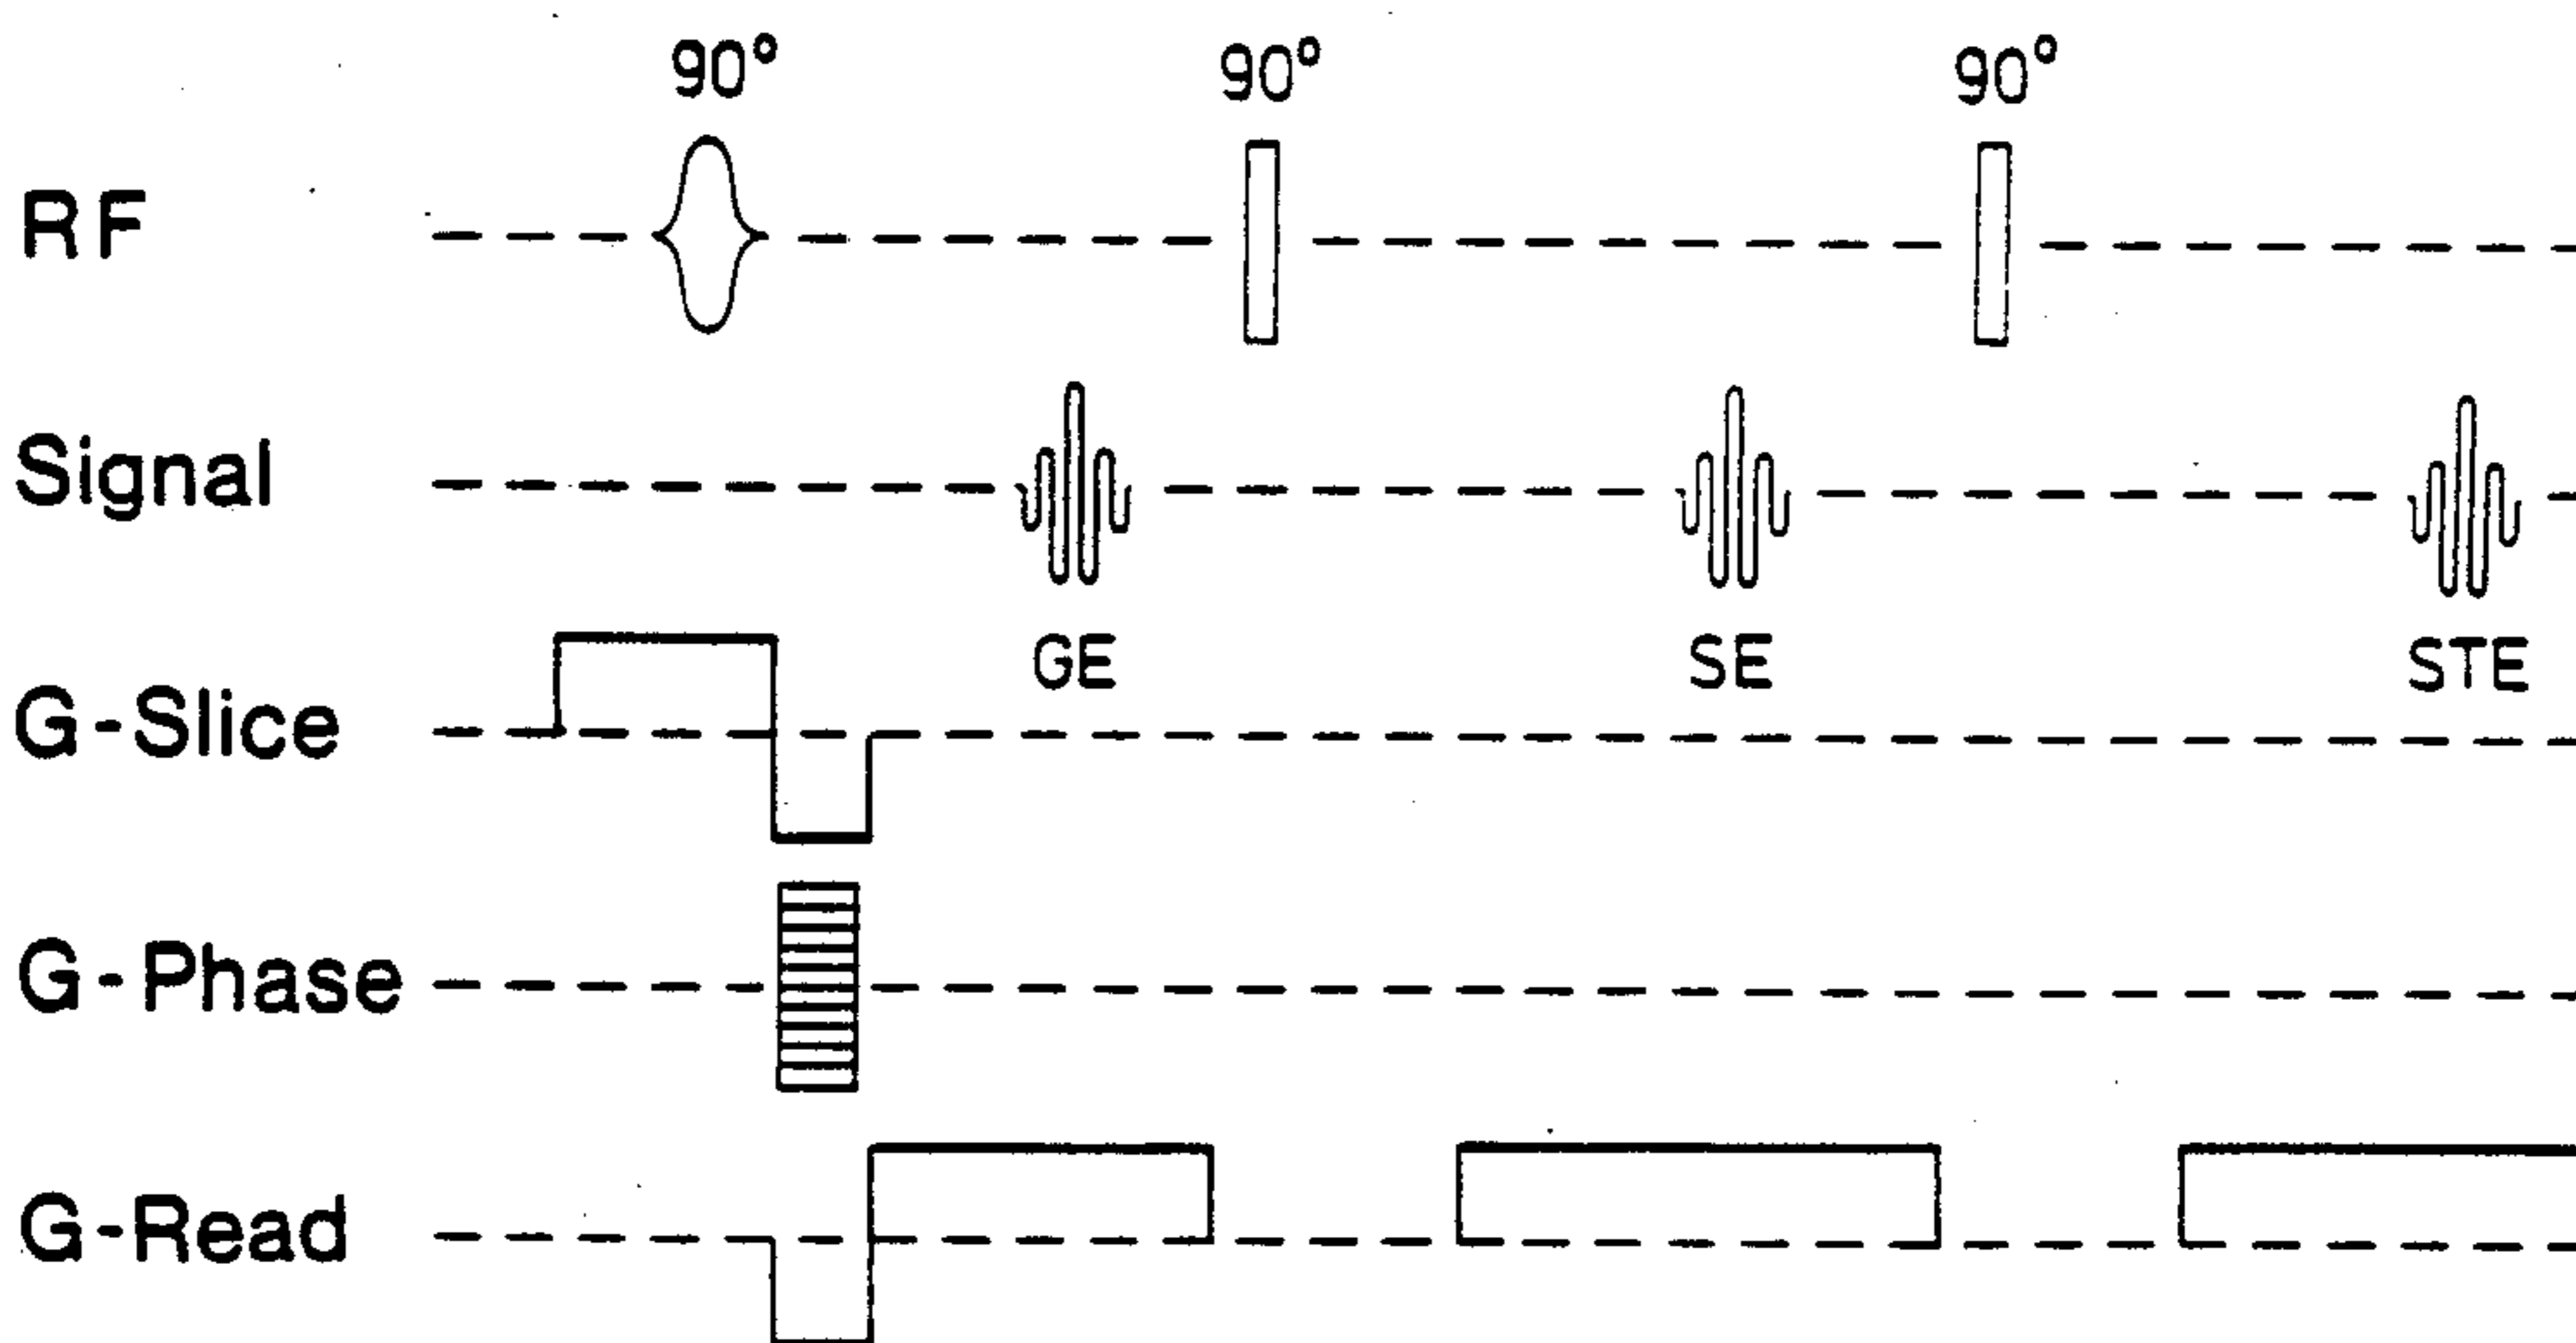 90° 90° 90°
RF
Signal
GE SE STE
G-Slice
G-Phase
G-Read